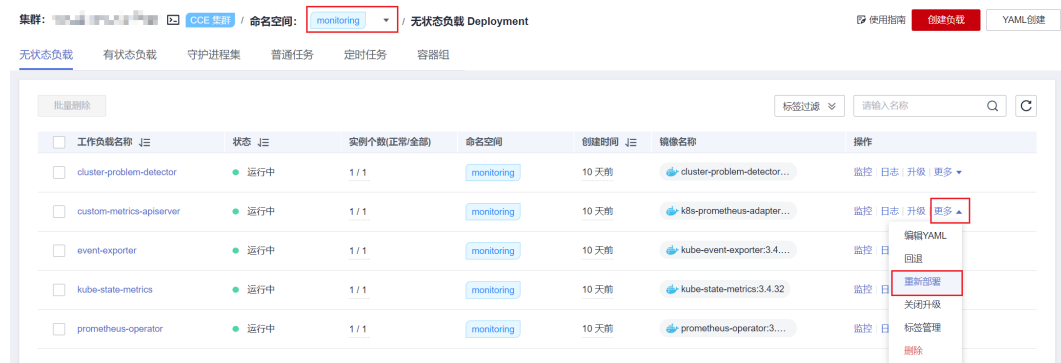 集群： CCE 集群 / 命名空间： monitoring / 无状态负载 Deployment 使用指南 创建负载 YAML创建
无状态负载 有状态负载 守护进程集 普通任务 定时任务 容器组
批量删除 标签过滤 请输入名称
工作负载名称 状态 实例个数(正常/全部) 命名空间 创建时间 镜像名称 操作
cluster-problem-detector 运行中 1 / 1 monitoring 10 天前 cluster-problem-detector... 监控 日志 升级 更多
custom-metrics-apiserver 运行中 1 / 1 monitoring 10 天前 k8s-prometheus-adapter... 监控 日志 升级 更多
编辑YAML
event-exporter 运行中 1 / 1 monitoring 10 天前 kube-event-exporter:3.4.... 监控 日
回退
重新部署
kube-state-metrics 运行中 1 / 1 monitoring 10 天前 kube-state-metrics:3.4.32 监控 日
关闭升级
标签管理
prometheus-operator 运行中 1 / 1 monitoring 10 天前 prometheus-operator:3.... 监控 日
删除